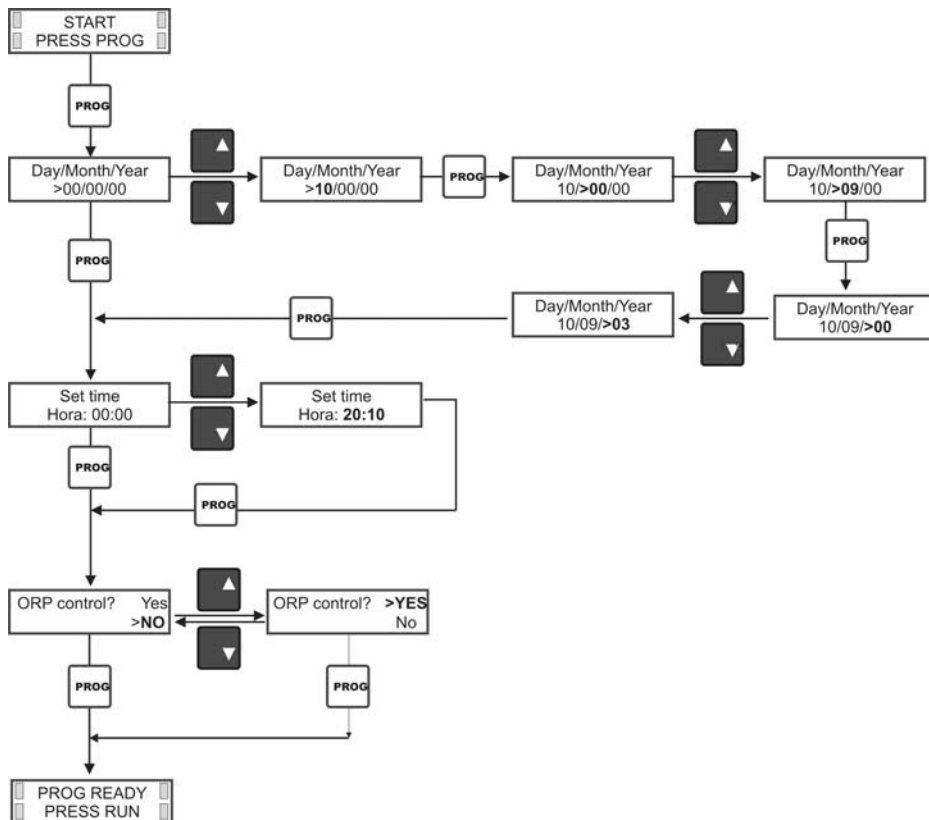 START
PRESS PROG
PROG
Day/Month/Year
>00/00/00
Day/Month/Year
>10/00/00
PROG
Day/Month/Year
10/>00/00
Day/Month/Year
10/>09/00
PROG
PROG
Day/Month/Year
10/09/>00
Day/Month/Year
10/09/>03
PROG
Set time
Hora: 00:00
Set time
Hora: 20:10
PROG
PROG
ORP control? Yes
>NO
ORP control? >YES
No
PROG
PROG
PROG READY
PRESS RUN